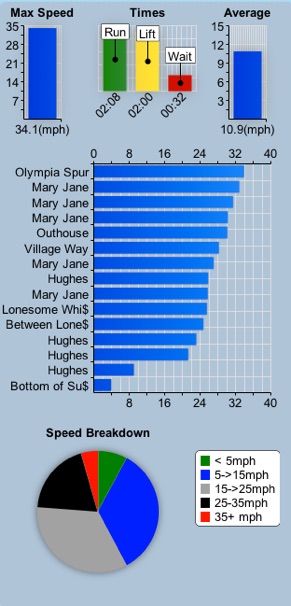 Max Speed
Times
Average
35
28
21
14
7
34.1(mph)
Run
Lift
Wait
02:08
02:00
00:32
15
12
9
6
3
10.9(mph)
0 8 16 24 32 40
Olympia Spur
Mary Jane
Mary Jane
Mary Jane
Outhouse
Village Way
Mary Jane
Hughes
Mary Jane
Lonesome Whi$
Between Lone$
Hughes
Hughes
Hughes
Bottom of Su$
8 16 24 32 40
Speed Breakdown
< 5mph
5->15mph
15->25mph
25-35mph
35+ mph